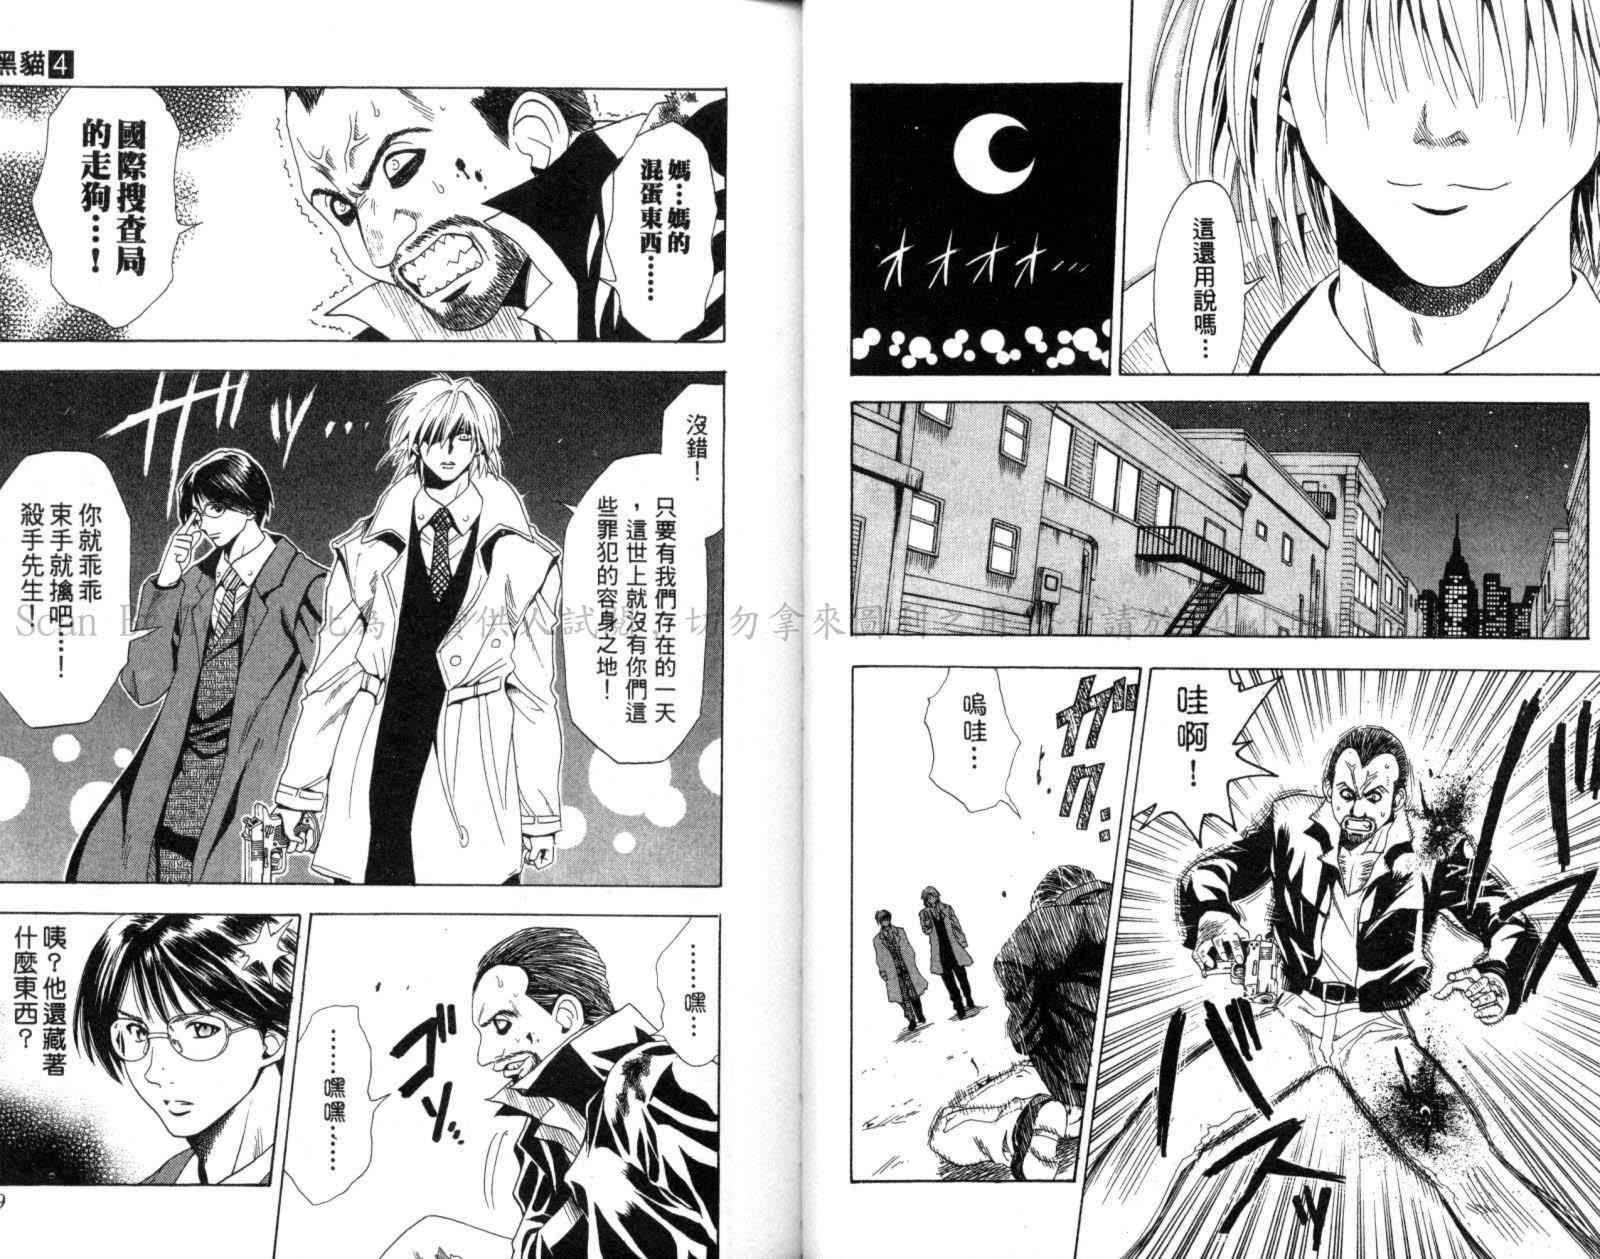 這還用說嗎…
オオオオ…
哇啊！
ドス
ドス
ガク.
嗚哇…
黑貓4
媽…媽的
混蛋東西……
國際搜查局
的走狗…！
沒錯！
只要有我們存在的一天
，這世上就沒有你們這
些罪犯的容身之地！
ザッ…
你就乖乖
束手就擒吧…！
殺手先生！
……嘿…
……嘿嘿……
ゴソ.
咦？他還藏著
什麼東西？
9